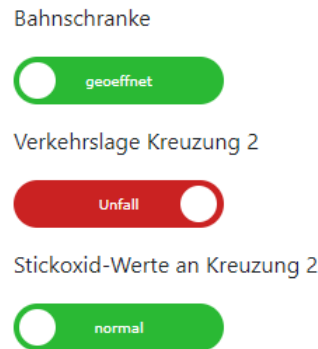 Bahnschranke
geoeffnet
Verkehrslage Kreuzung 2
Unfall
Stickoxid-Werte an Kreuzung 2
normal